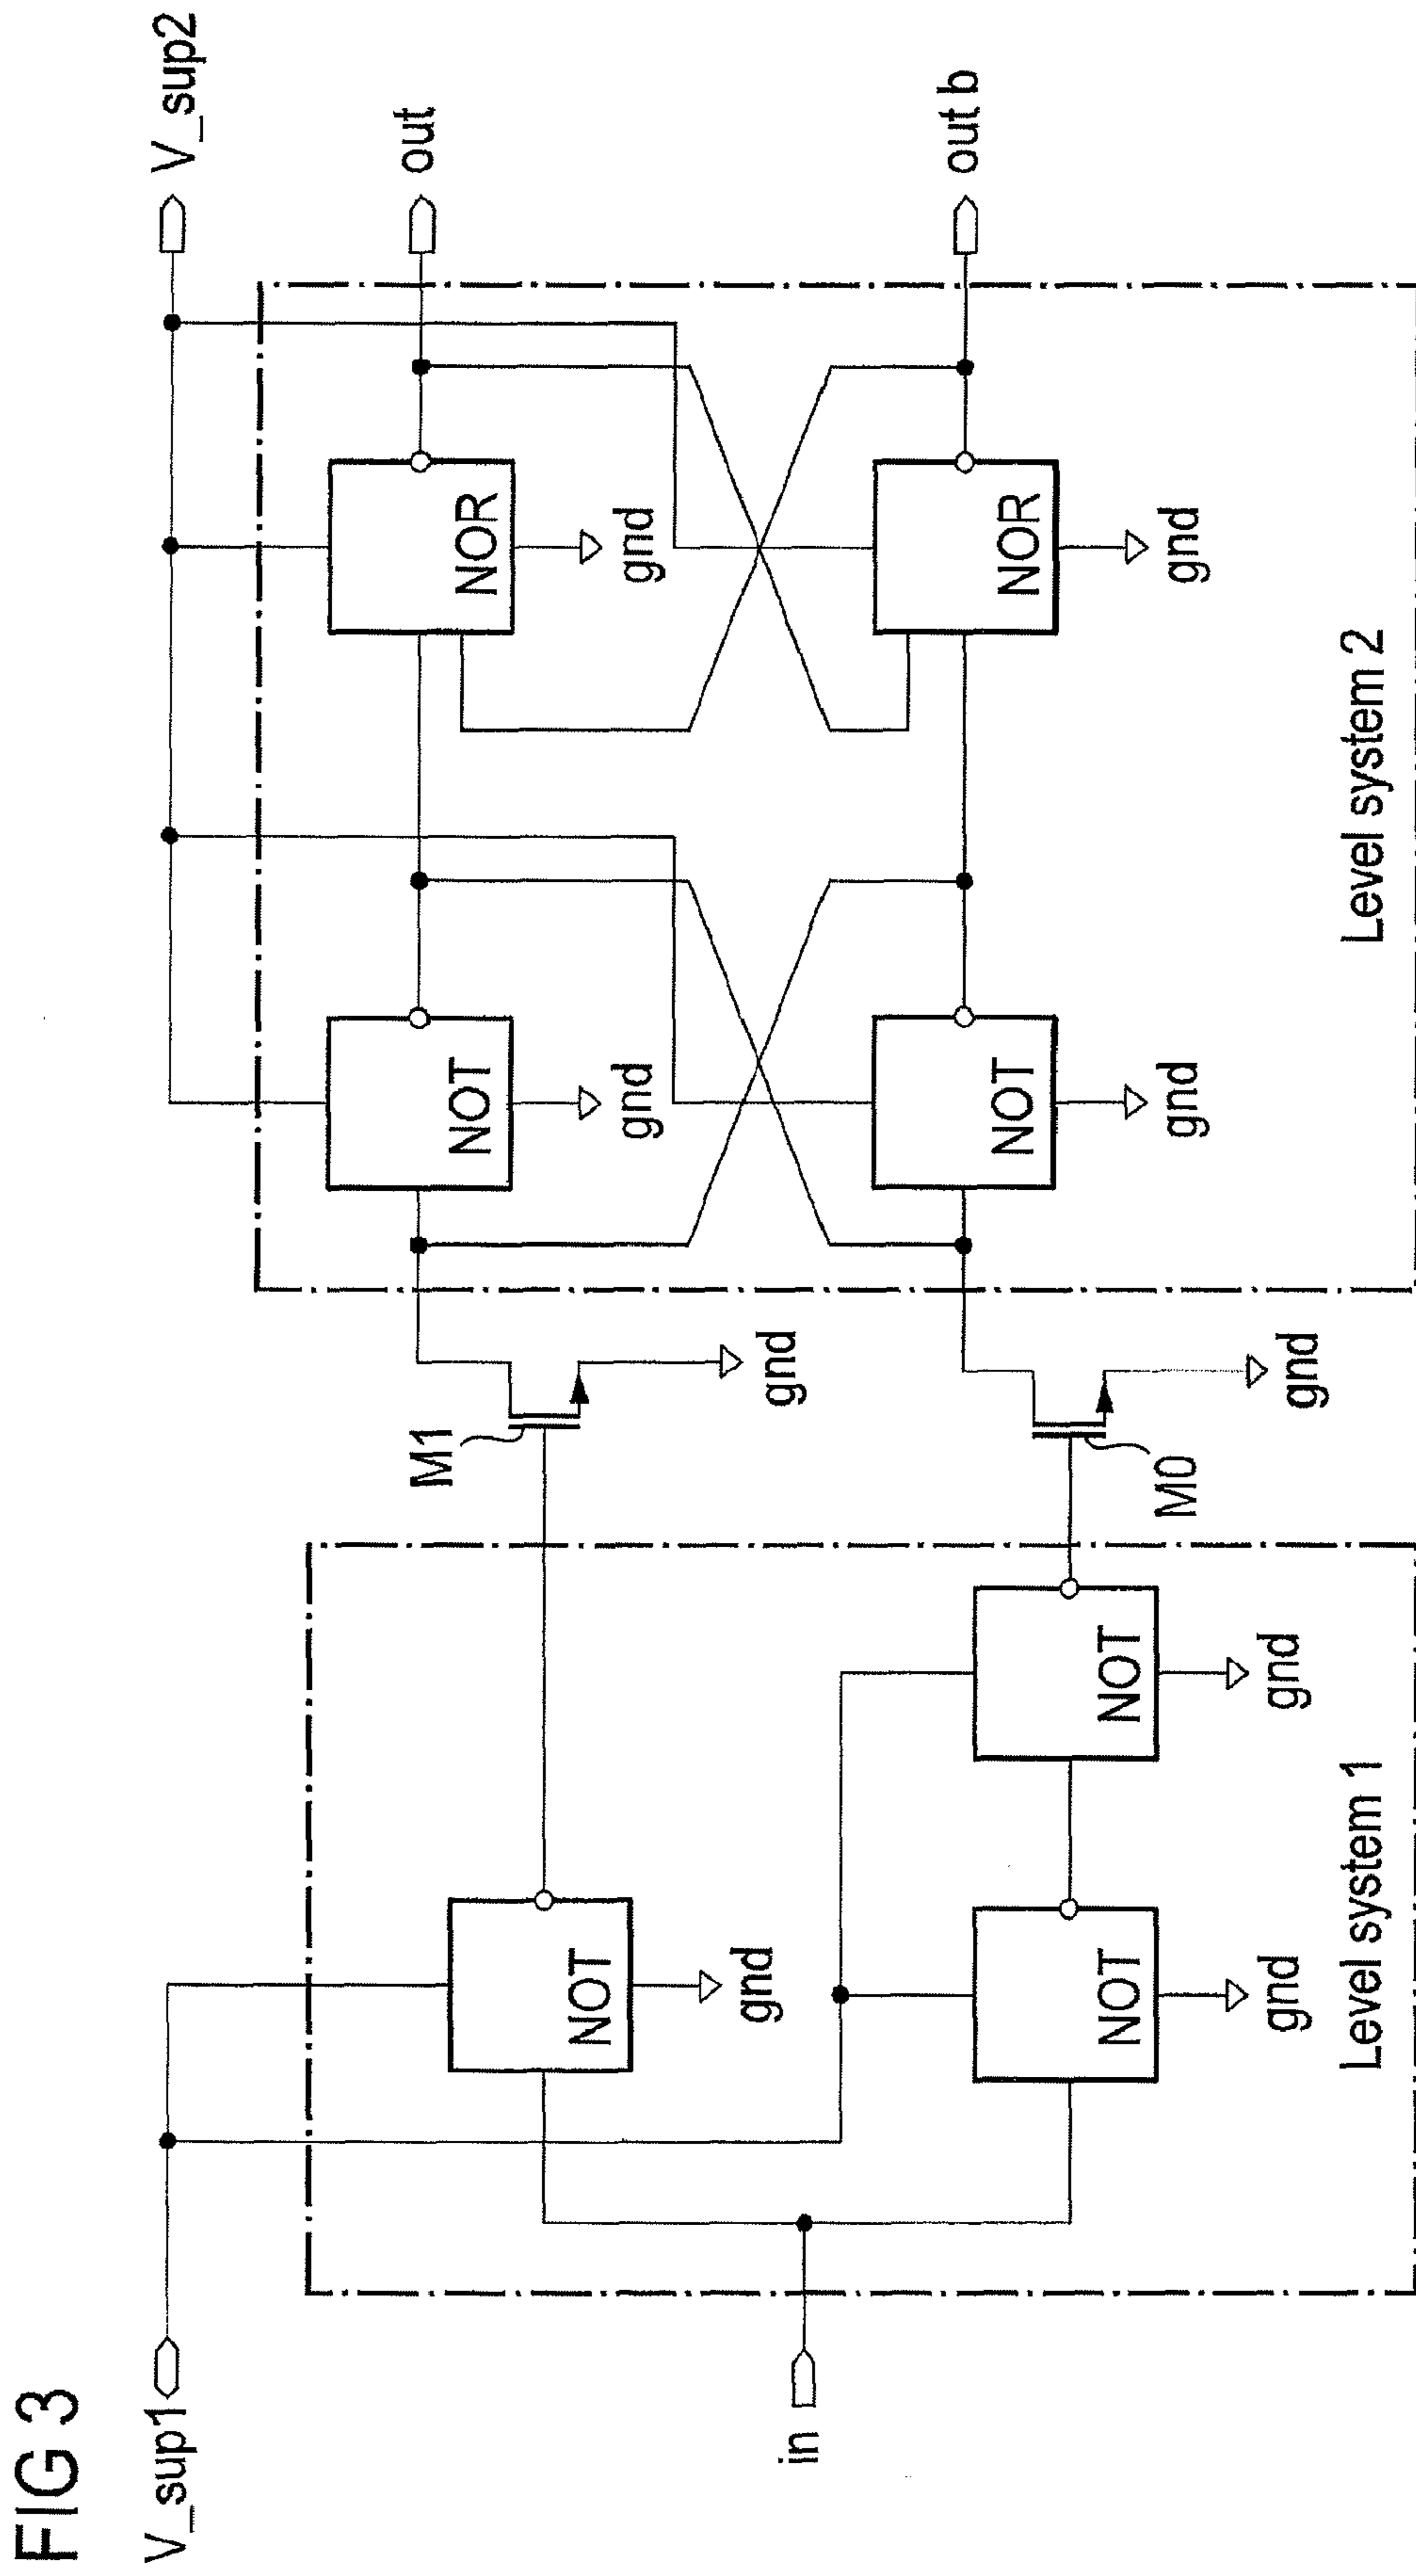 FIG 3
V_sup1
V_sup2
in
NOT
gnd
NOT
gnd
NOT
gnd
Level system 1
M1
gnd
M0
gnd
NOT
gnd
NOR
gnd
NOT
gnd
NOR
gnd
out
out b
Level system 2